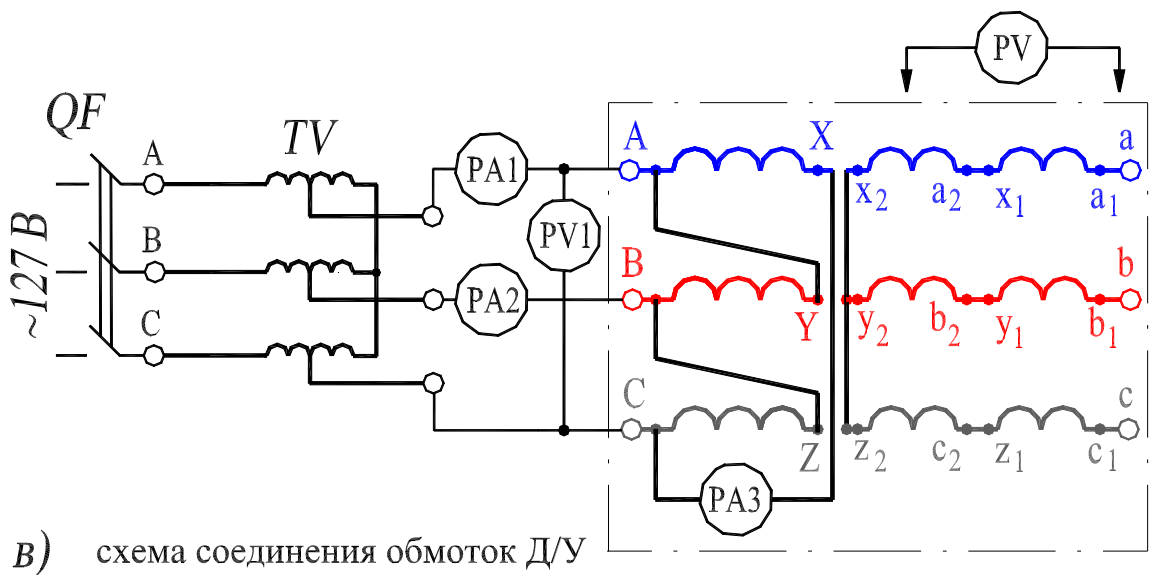 PV
QF
A
TV
PA1
A
X
a
x2
a2
x1
a1
~127 В
B
PV1
B
b
PA2
Y
y2
b2
y1
b1
C
C
c
Z
z2
c2
z1
c1
PA3
в) схема соединения обмоток Д/У